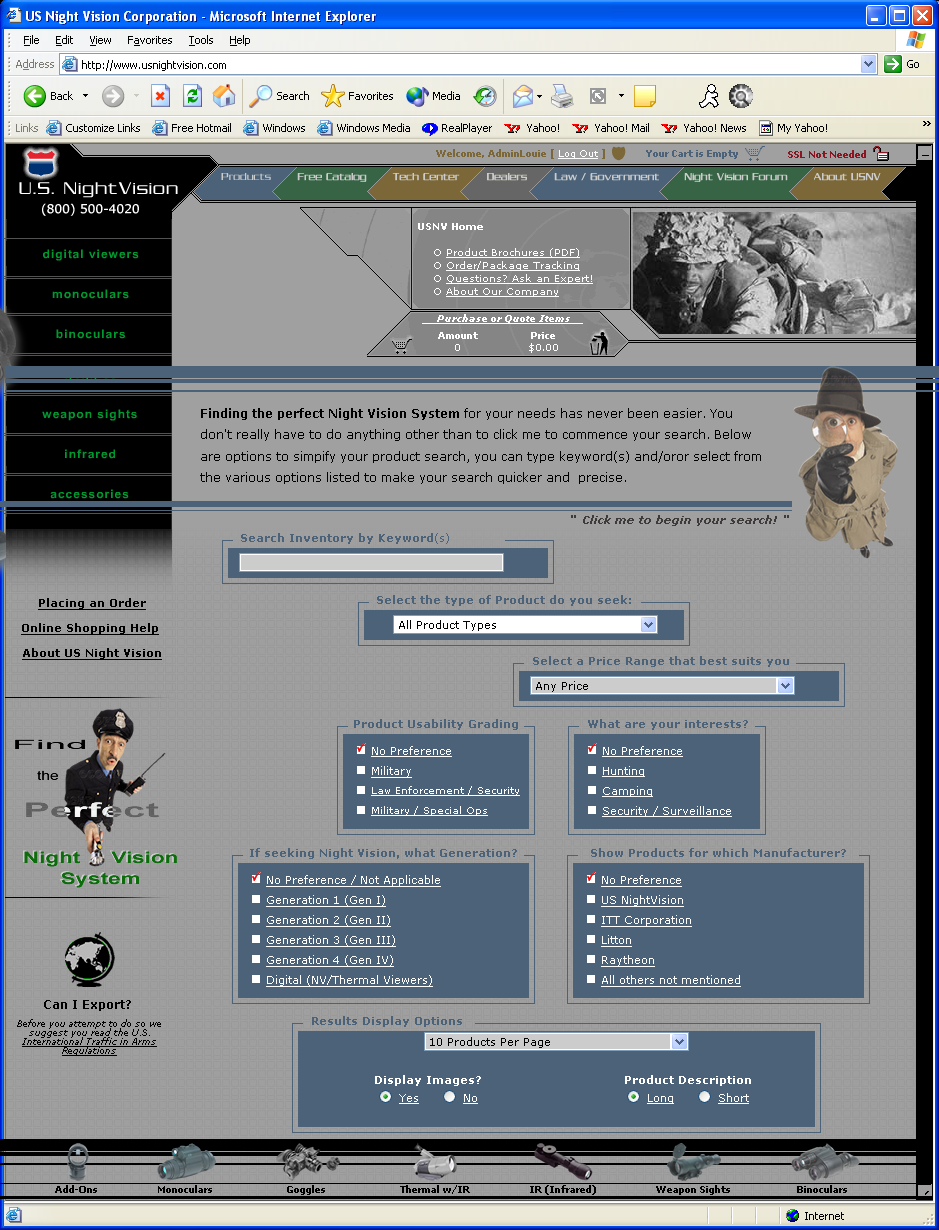 US Night Vision Corporation - Microsoft Internet Explorer
File Edit View Favorites Tools Help
Address http://www.usnightvision.com Go
Back Search Favorites Media
Links Customize Links Free Hotmail Windows Windows Media RealPlayer Yahoo! Yahoo! Mail Yahoo! News My Yahoo! »
Welcome, AdminLouie [ Log Out ] Your Cart is Empty SSL Not Needed
U.S. NightVision
(800) 500-4020
Products Free Catalog Tech Center Dealers Law / Government Night Vision Forum About USNV
USNV Home
Product Brochures (PDF)
Order/Package Tracking
Questions? Ask an Expert!
About Our Company
Purchase or Quote Items
Amount Price
0 $0.00
digital viewers
monoculars
binoculars
weapon sights
infrared
accessories
Finding the perfect Night Vision System for your needs has never been easier. You
don't really have to do anything other than to click me to commence your search. Below
are options to simpify your product search, you can type keyword(s) and/oror select from
the various options listed to make your search quicker and precise.
" Click me to begin your search! "
Placing an Order
Online Shopping Help
About US Night Vision
Find
the
Perfect
Night Vision
System
Can I Export?
Before you attempt to do so we
suggest you read the U.S.
International Traffic in Arms
Regulations
Search Inventory by Keyword(s)
Select the type of Product do you seek:
All Product Types
Select a Price Range that best suits you
Any Price
Product Usability Grading
No Preference
Military
Law Enforcement / Security
Military / Special Ops
What are your interests?
No Preference
Hunting
Camping
Security / Surveillance
If seeking Night Vision, what Generation?
No Preference / Not Applicable
Generation 1 (Gen I)
Generation 2 (Gen II)
Generation 3 (Gen III)
Generation 4 (Gen IV)
Digital (NV/Thermal Viewers)
Show Products for which Manufacturer?
No Preference
US NightVision
ITT Corporation
Litton
Raytheon
All others not mentioned
Results Display Options
10 Products Per Page
Display Images? Product Description
Yes No Long Short
Add-Ons Monoculars Goggles Thermal w/IR IR (Infrared) Weapon Sights Binoculars
Internet